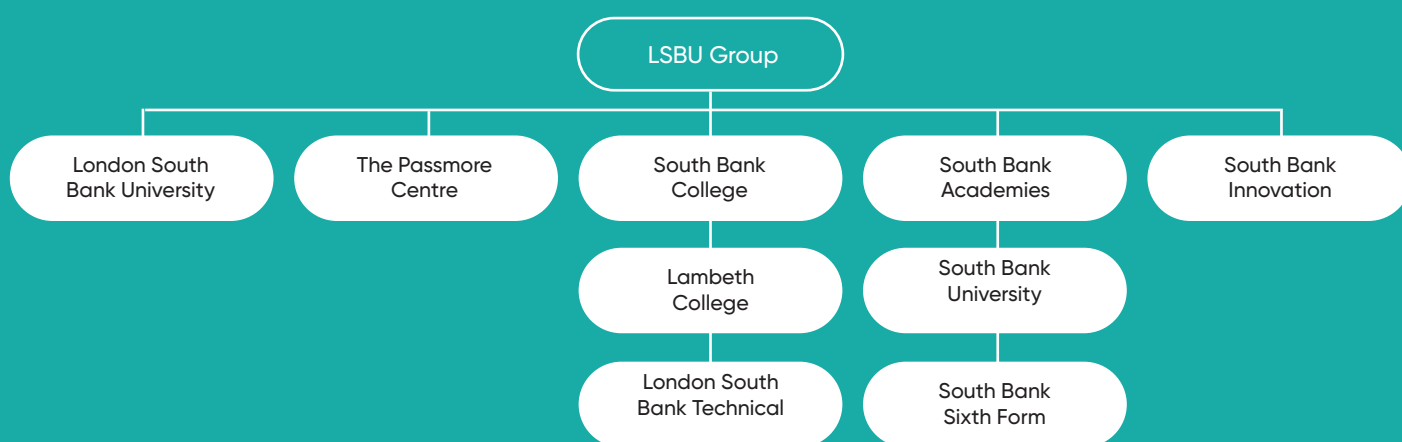 LSBU Group
London South
Bank University
The Passmore
Centre
South Bank
College
South Bank
Academies
South Bank
Innovation
Lambeth
College
South Bank
University
London South
Bank Technical
South Bank
Sixth Form